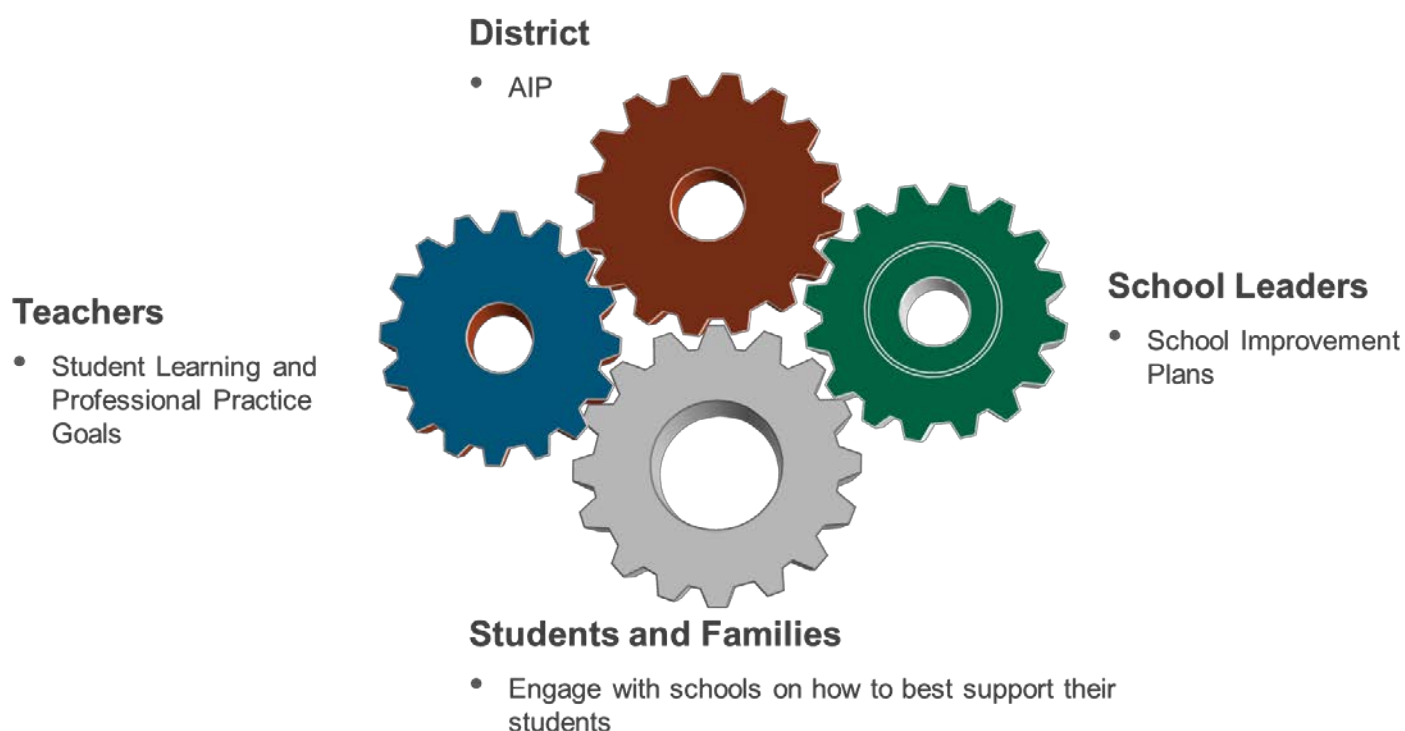 District
• AIP
Teachers
• Student Learning and
Professional Practice
Goals
School Leaders
• School Improvement
Plans
Students and Families
• Engage with schools on how to best support their
students